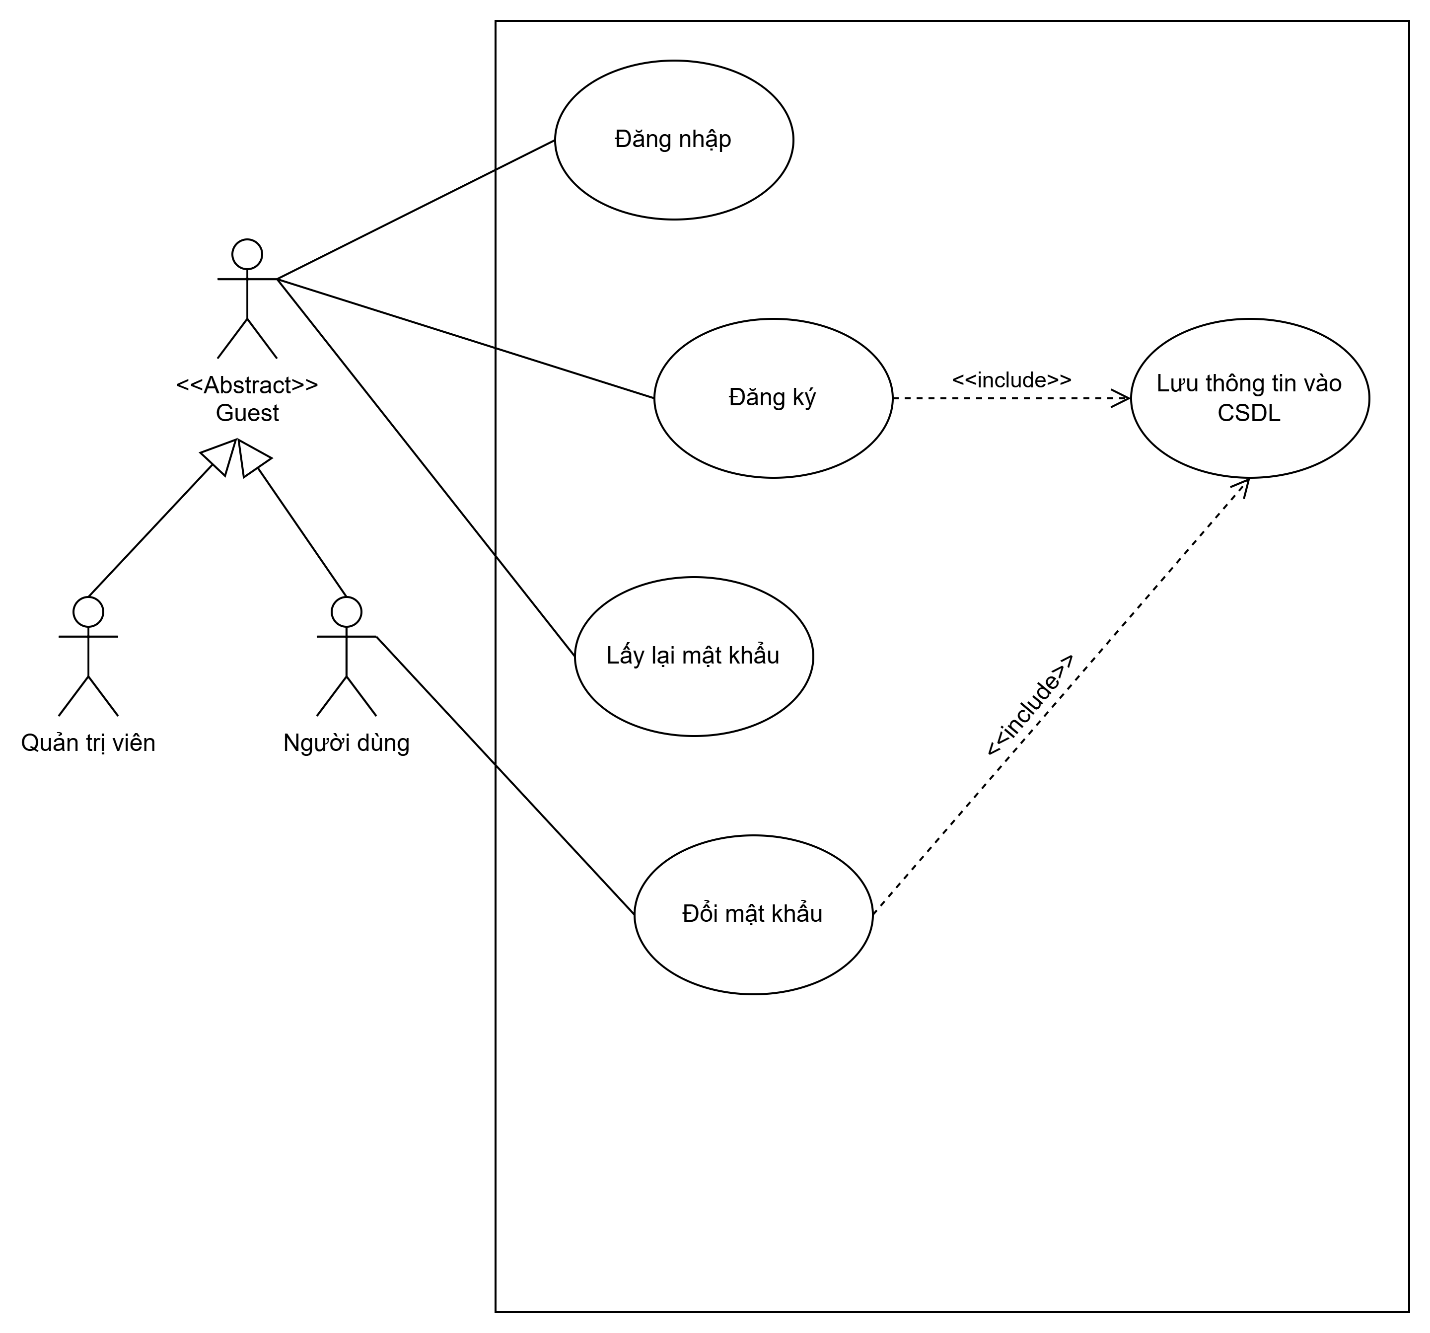 Đăng nhập
<<Abstract>>
Guest
Đăng ký
<<include>>
Lưu thông tin vào
CSDL
Lấy lại mật khẩu
<<include>>
Quản trị viên
Người dùng
Đổi mật khẩu